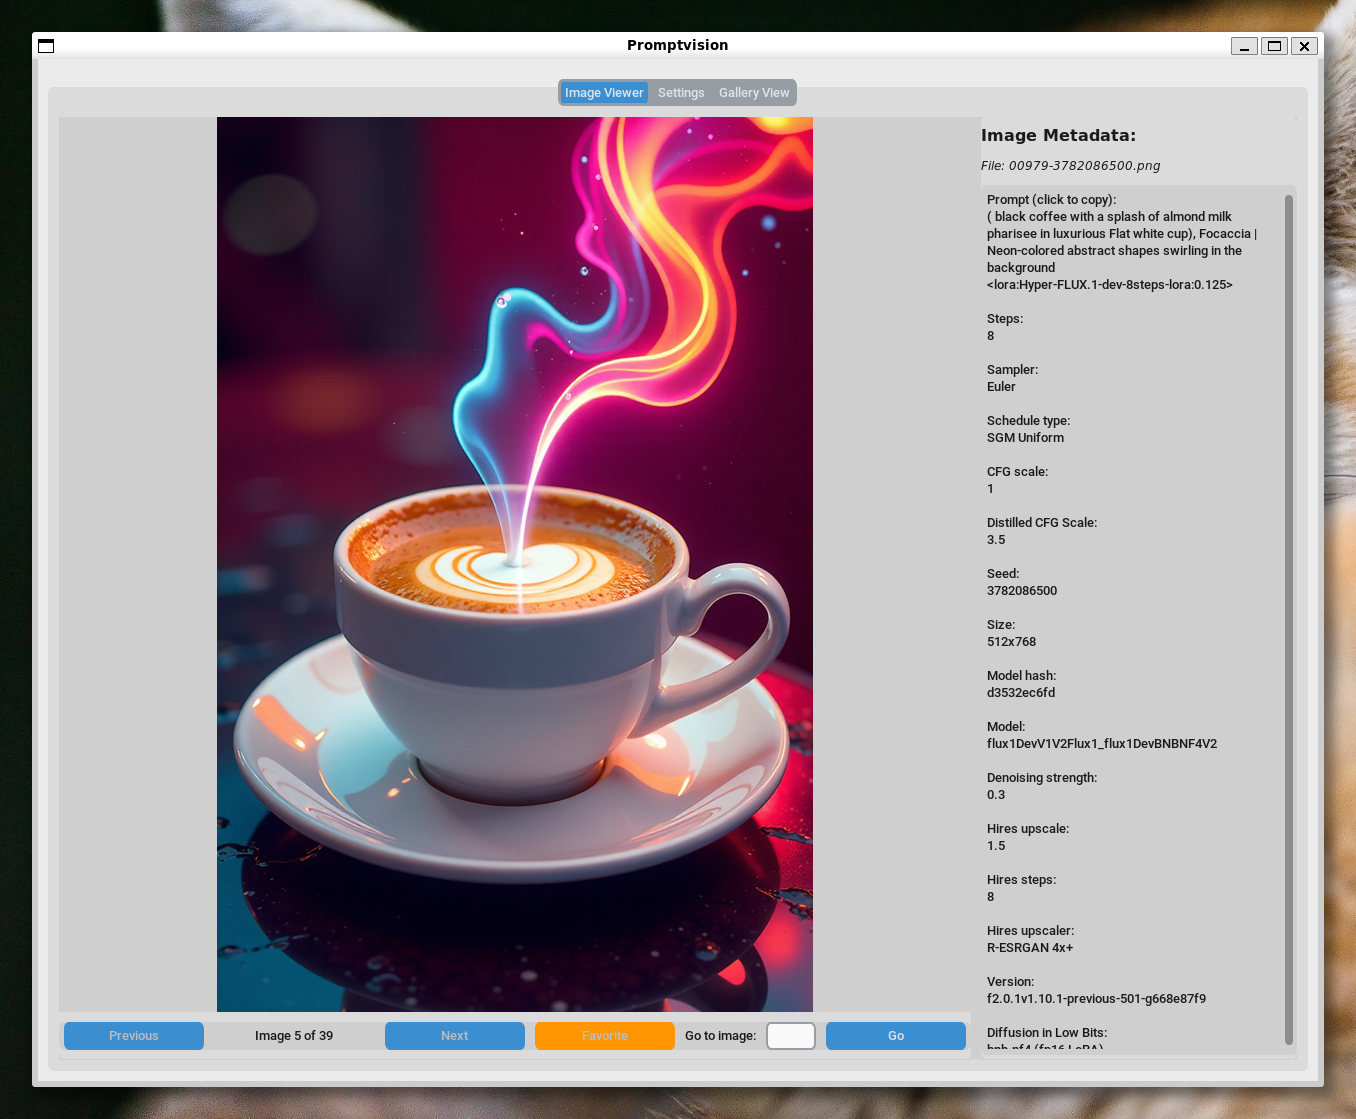 Promptvision
Image Viewer Settings Gallery View
Image Metadata:
File: 00979-3782086500.png
Prompt (click to copy):
( black coffee with a splash of almond milk
pharisee in luxurious Flat white cup), Focaccia |
Neon-colored abstract shapes swirling in the
background
<lora:Hyper-FLUX.1-dev-8steps-lora:0.125>
Steps:
8
Sampler:
Euler
Schedule type:
SGM Uniform
CFG scale:
1
Distilled CFG Scale:
3.5
Seed:
3782086500
Size:
512x768
Model hash:
d3532ec6fd
Model:
flux1DevV1V2Flux1_flux1DevBNBNF4V2
Denoising strength:
0.3
Hires upscale:
1.5
Hires steps:
8
Hires upscaler:
R-ESRGAN 4x+
Version:
f2.0.1v1.10.1-previous-501-g668e87f9
Diffusion in Low Bits:
bnb-nf4 (fp16 LoRA)
Previous Image 5 of 39 Next Favorite Go to image: Go